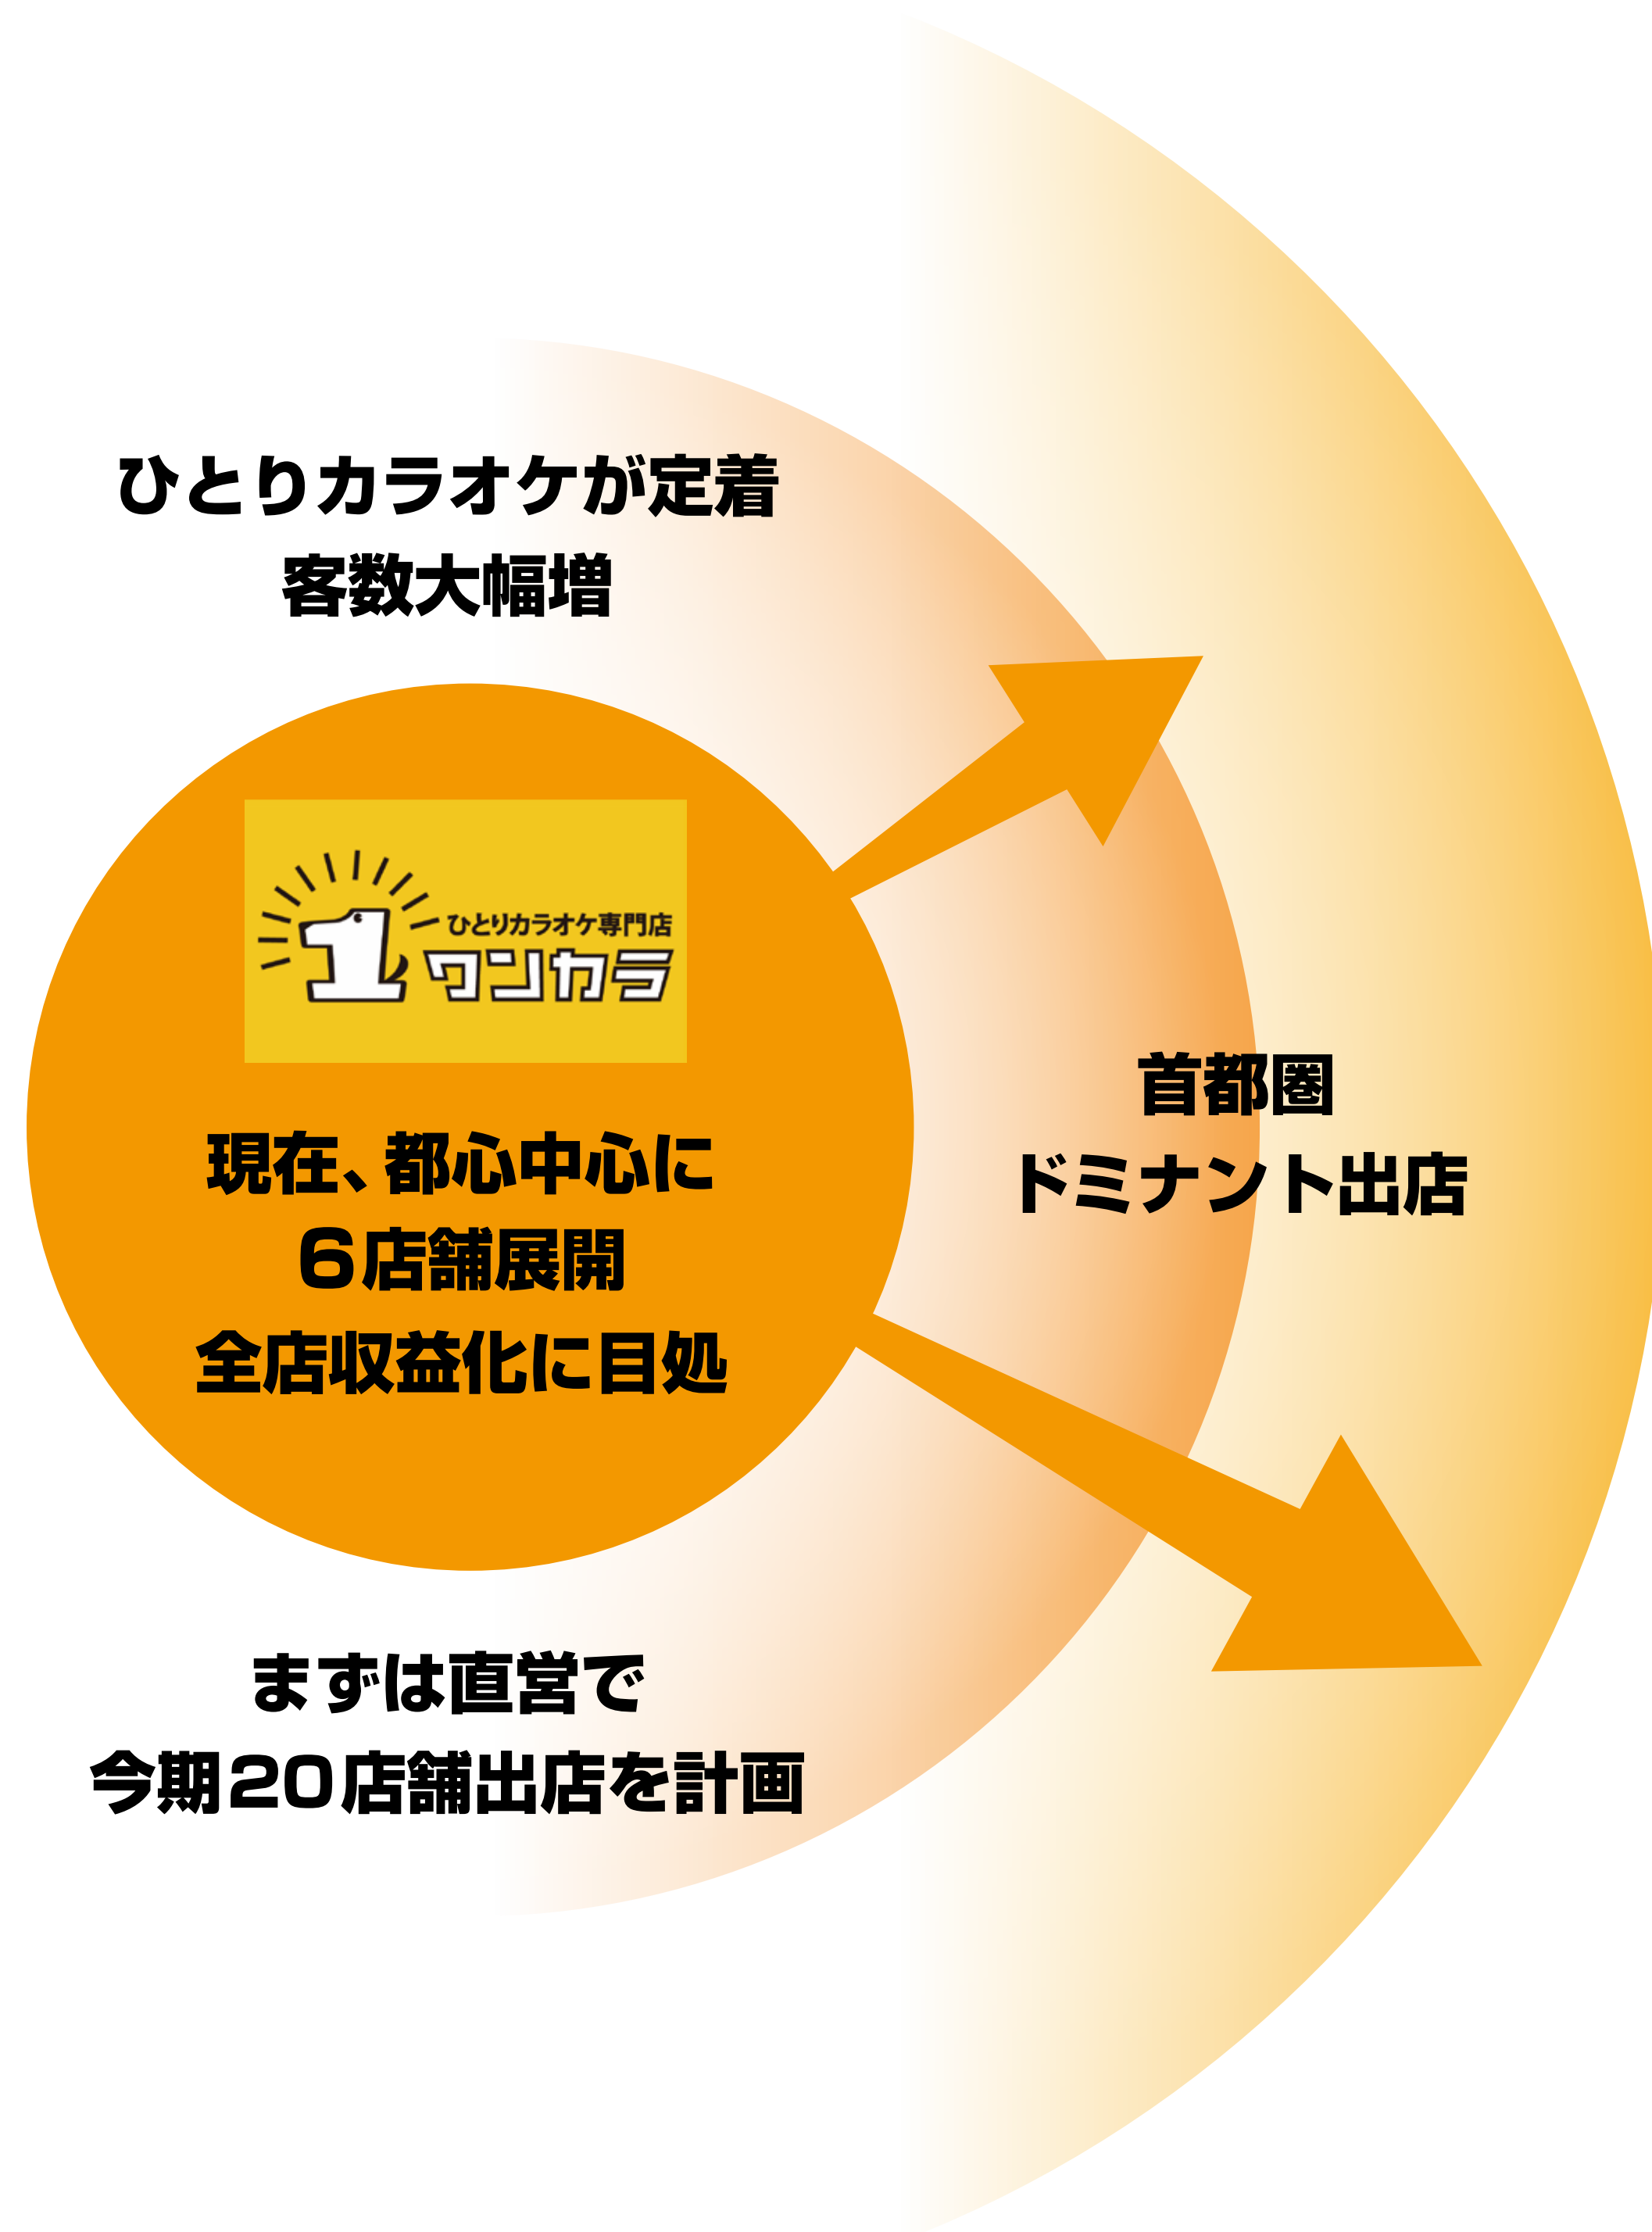 ひとりカラオケが定着
客数大幅増
1
ひとりカラオケ専門店
ワンカラ
現在、都心中心に
6店舗展開
全店収益化に目処
首都圏
ドミナント出店
まずは直営で
今期20店舗出店を計画